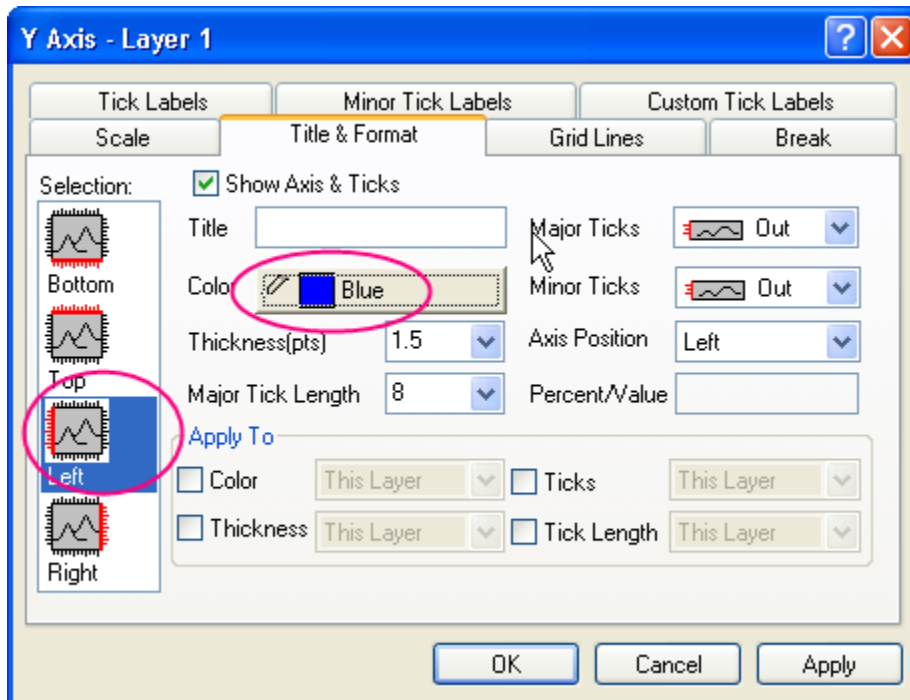 Y Axis - Layer 1
Tick Labels Minor Tick Labels Custom Tick Labels
Scale Title & Format Grid Lines Break
Selection:
Show Axis & Ticks
Title Major Ticks Out
Bottom
Color Blue Minor Ticks Out
Thickness(pts) 1.5 Axis Position Left
Top
Major Tick Length 8 Percent/Value
Apply To
Left
Color This Layer Ticks This Layer
Thickness This Layer Tick Length This Layer
Right
OK Cancel Apply